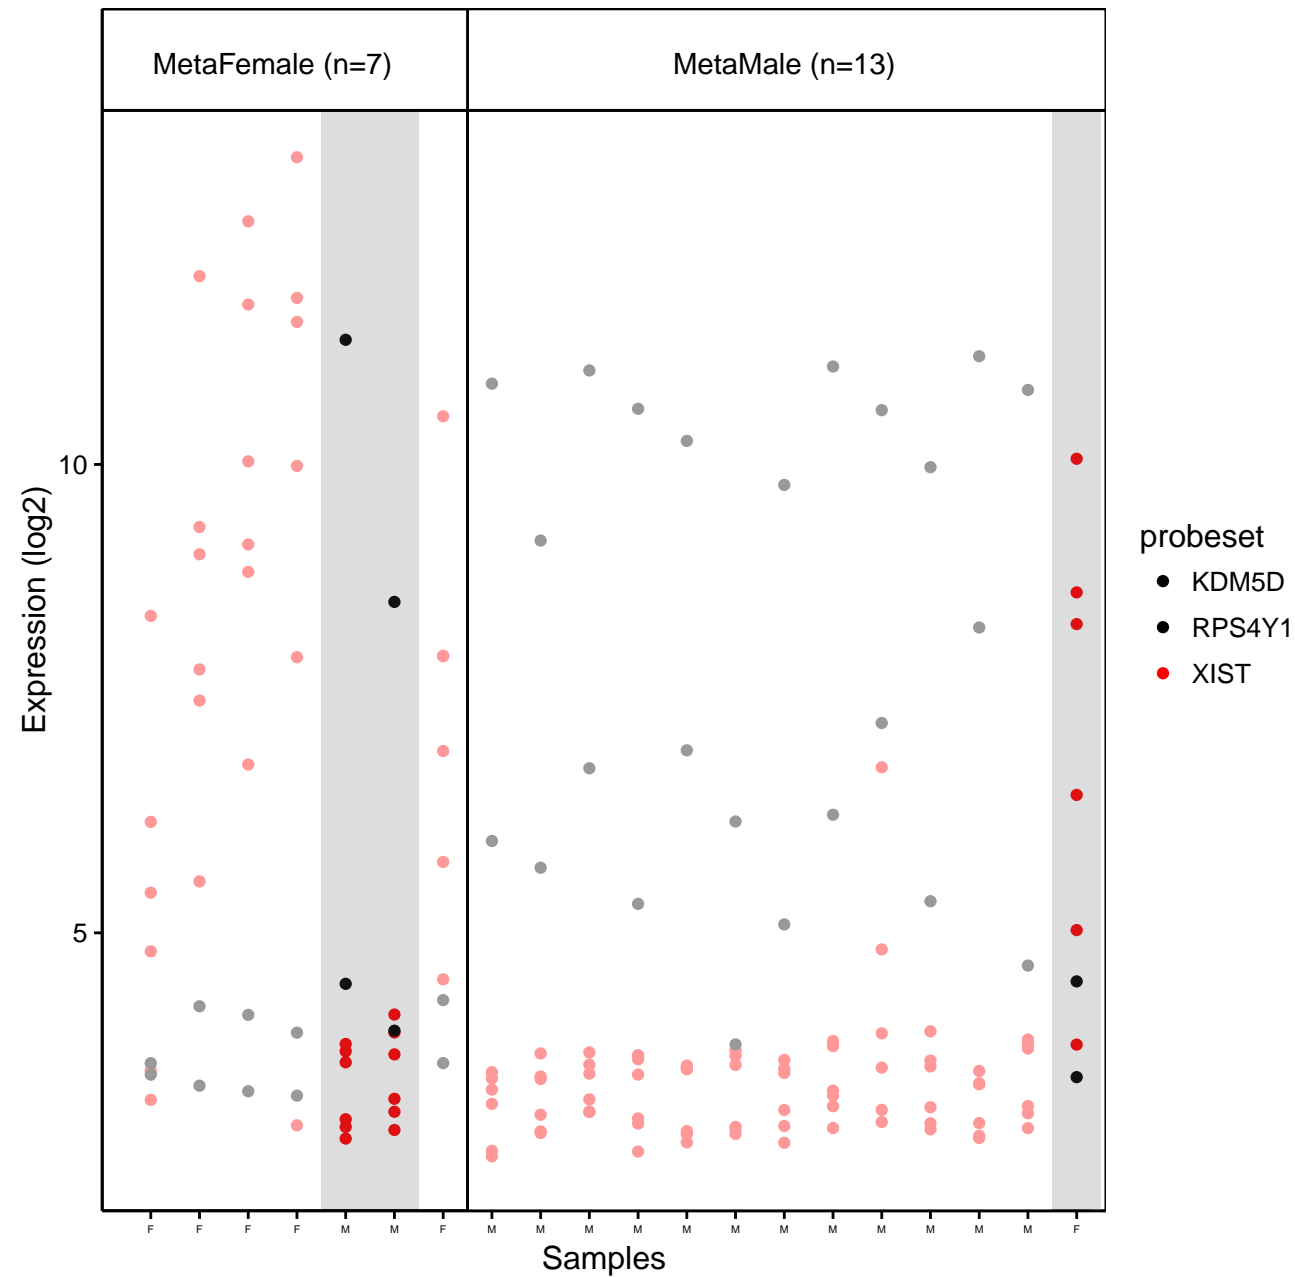 MetaFemale (n=7)
MetaMale (n=13)
Expression (log2)
10
5
F F F F M M F M M M M M M M M M M M M F
Samples
probeset
KDM5D
RPS4Y1
XIST